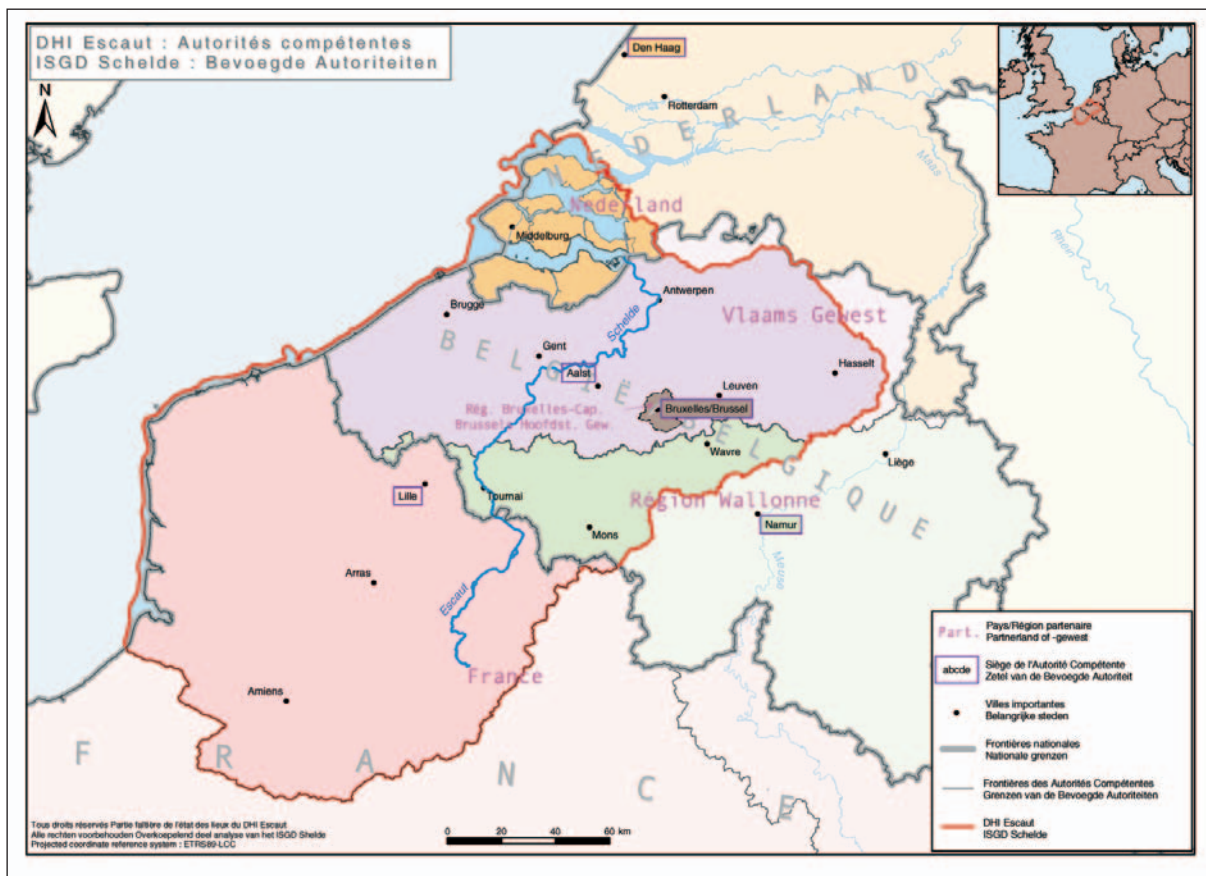 DHI Escaut : Autorités compétentes
ISGD Schelde : Bevoegde Autoriteiten
N
Den Haag
Rotterdam
NEDERLAND
Maas
Rhein
Nederland
Middelburg
Antwerpen
Brugge
Schelde
Vlaams Gewest
Gent
BELGIË BELGIQUE
Aalst
Hasselt
Leuven
Rég. Bruxelles-Cap.
Brussels Hoofdst. Gew.
Bruxelles/Brussel
Wavre
Liège
Lille
Tournai
Région Wallonne
Namur
Mons
Meuse
Arras
Escaut
France
Amiens
FRANCE
Part.
Pays/Région partenaire
Partnerland of -gewest
abcde
Siège de l'Autorité Compétente
Zetel van de Bevoegde Autoriteit
Villes importantes
Belangrijke steden
Frontières nationales
Nationale grenzen
Frontières des Autorités Compétentes
Grenzen van de Bevoegde Autoriteiten
DHI Escaut
ISGD Schelde
Tous droits réservés Partie faîtière de l'état des lieux du DHI Escaut
Alle rechten voorbehouden Overkoepelend deel analyse van het ISGD Shelde
Projected coordinate reference system : ETRS89-LCC
0 20 40 60 km